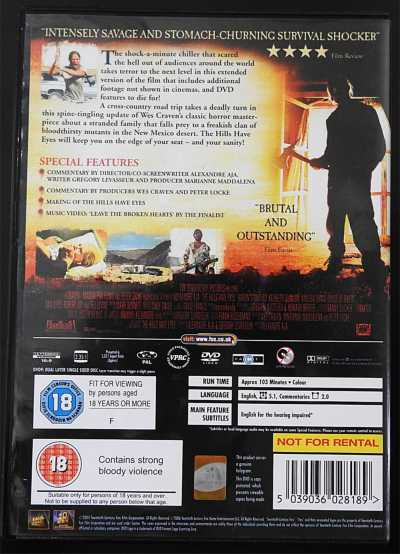 "INTENSELY SAVAGE AND STOMACH-CHURNING SURVIVAL SHOCKER"
Film Review
The shock-a-minute chiller that scared
the hell out of audiences around the world
takes terror to the next level in this extended
version of the film that includes additional
footage not shown in cinemas, and DVD
features to die for!
A cross-country road trip takes a deadly turn in
this spine-tingling update of Wes Craven's classic horror master-
piece about a stranded family that falls prey to a freakish clan of
bloodthirsty mutants in the New Mexico desert. The Hills Have
Eyes will keep you on the edge of your seat – and your sanity!
SPECIAL FEATURES
COMMENTARY BY DIRECTOR/CO-SCREENWRITER ALEXANDRE AJA,
WRITER GREGORY LEVASSEUR AND PRODUCER MARIANNE MADDALENA
COMMENTARY BY PRODUCERS WES CRAVEN AND PETER LOCKE
MAKING OF THE HILLS HAVE EYES
MUSIC VIDEO 'LEAVE THE BROKEN HEARTS' BY THE FINALIST
"BRUTAL
AND
OUTSTANDING"
Film Focus
visit: www.fox.co.uk
16:9
2.35:1
PAL
VPRC
DVD
DOLBY
18
FIT FOR VIEWING
by persons aged
18 YEARS OR MORE
F
RUN TIME Approx 103 Minutes • Colour
LANGUAGE English, 5.1, Commentaries 2.0
MAIN FEATURE SUBTITLES English for the hearing impaired*
NOT FOR RENTAL
18
Contains strong
bloody violence
Suitable only for persons of 18 years and over.
Not to be supplied to any person below that age.
5 039036 028189 >